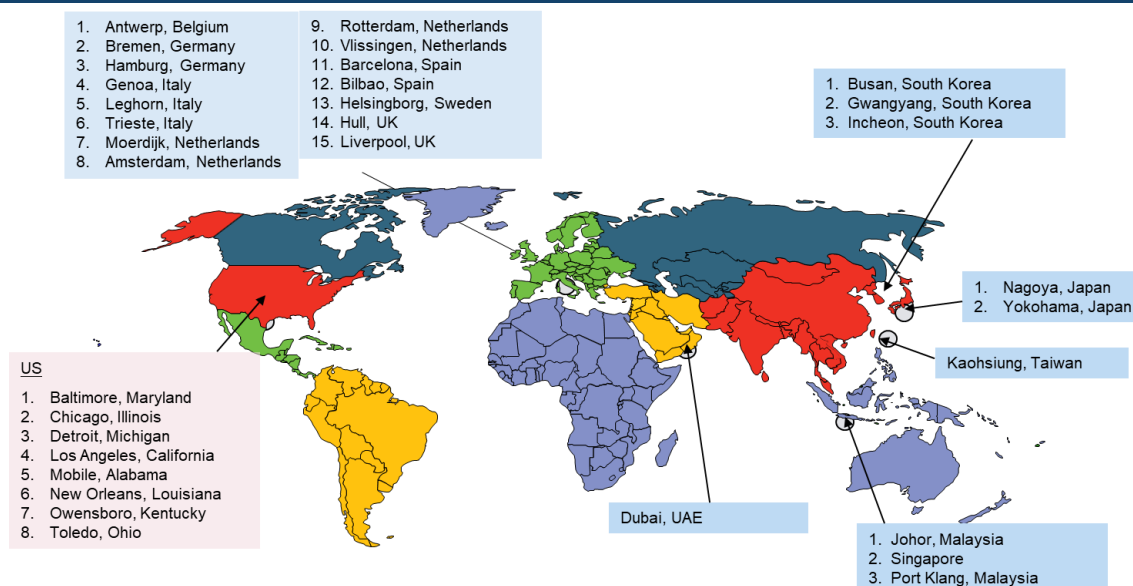 1. Antwerp, Belgium
2. Bremen, Germany
3. Hamburg, Germany
4. Genoa, Italy
5. Leghorn, Italy
6. Trieste, Italy
7. Moerdijk, Netherlands
8. Amsterdam, Netherlands
9. Rotterdam, Netherlands
10. Vlissingen, Netherlands
11. Barcelona, Spain
12. Bilbao, Spain
13. Helsingborg, Sweden
14. Hull, UK
15. Liverpool, UK
1. Busan, South Korea
2. Gwangyang, South Korea
3. Incheon, South Korea
1. Nagoya, Japan
2. Yokohama, Japan
Kaohsiung, Taiwan
US
1. Baltimore, Maryland
2. Chicago, Illinois
3. Detroit, Michigan
4. Los Angeles, California
5. Mobile, Alabama
6. New Orleans, Louisiana
7. Owensboro, Kentucky
8. Toledo, Ohio
Dubai, UAE
1. Johor, Malaysia
2. Singapore
3. Port Klang, Malaysia